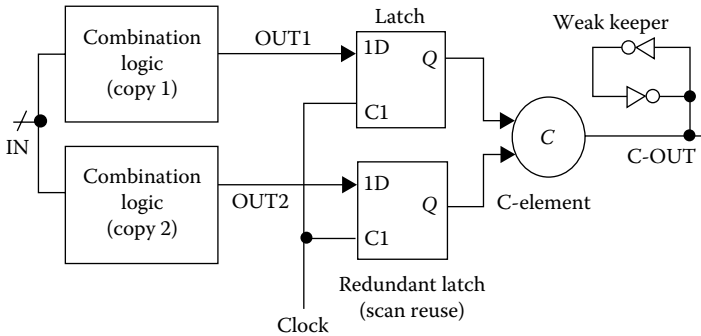 Combination
logic
(copy 1)
OUT1
Latch
1D
Q
C1
Weak keeper
IN
C
C-OUT
C-element
Combination
logic
(copy 2)
OUT2
1D
Q
C1
Redundant latch
(scan reuse)
Clock